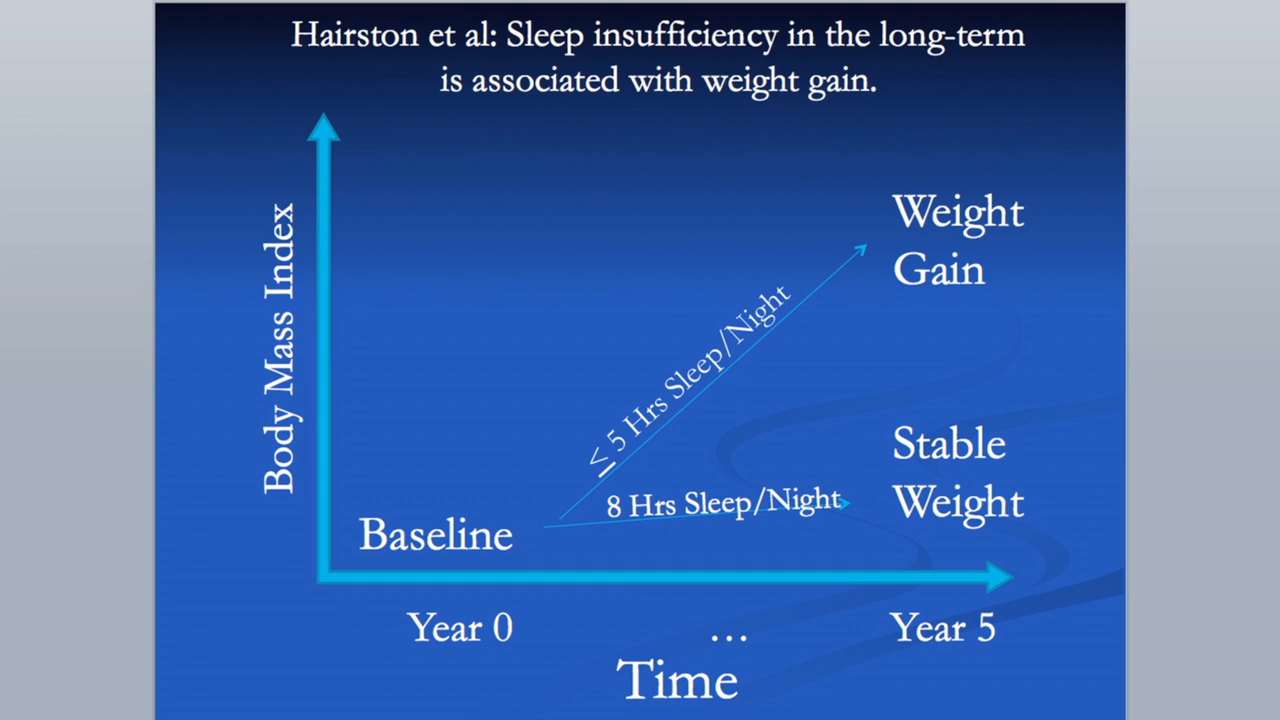 Hairston et al: Sleep insufficiency in the long-term
is associated with weight gain.
Body Mass Index
Weight
Gain
≤ 5 Hrs Sleep/Night
Stable
Weight
8 Hrs Sleep/Night
Baseline
Year 0
...
Year 5
Time